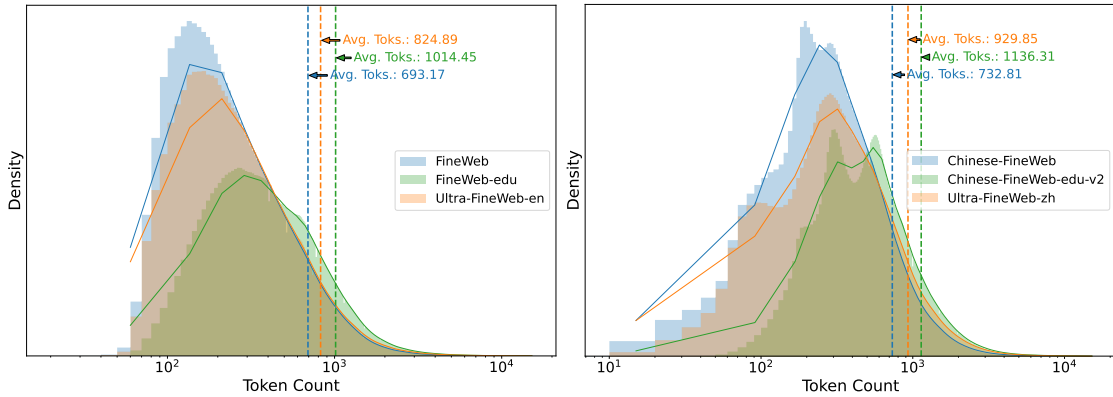 Density
Avg. Toks.: 824.89
Avg. Toks.: 1014.45
Avg. Toks.: 693.17
FineWeb
FineWeb-edu
Ultra-FineWeb-en
10²
10³
10⁴
Token Count
Density
Avg. Toks.: 929.85
Avg. Toks.: 1136.31
Avg. Toks.: 732.81
Chinese-FineWeb
Chinese-FineWeb-edu-v2
Ultra-FineWeb-zh
10¹
10²
10³
10⁴
Token Count